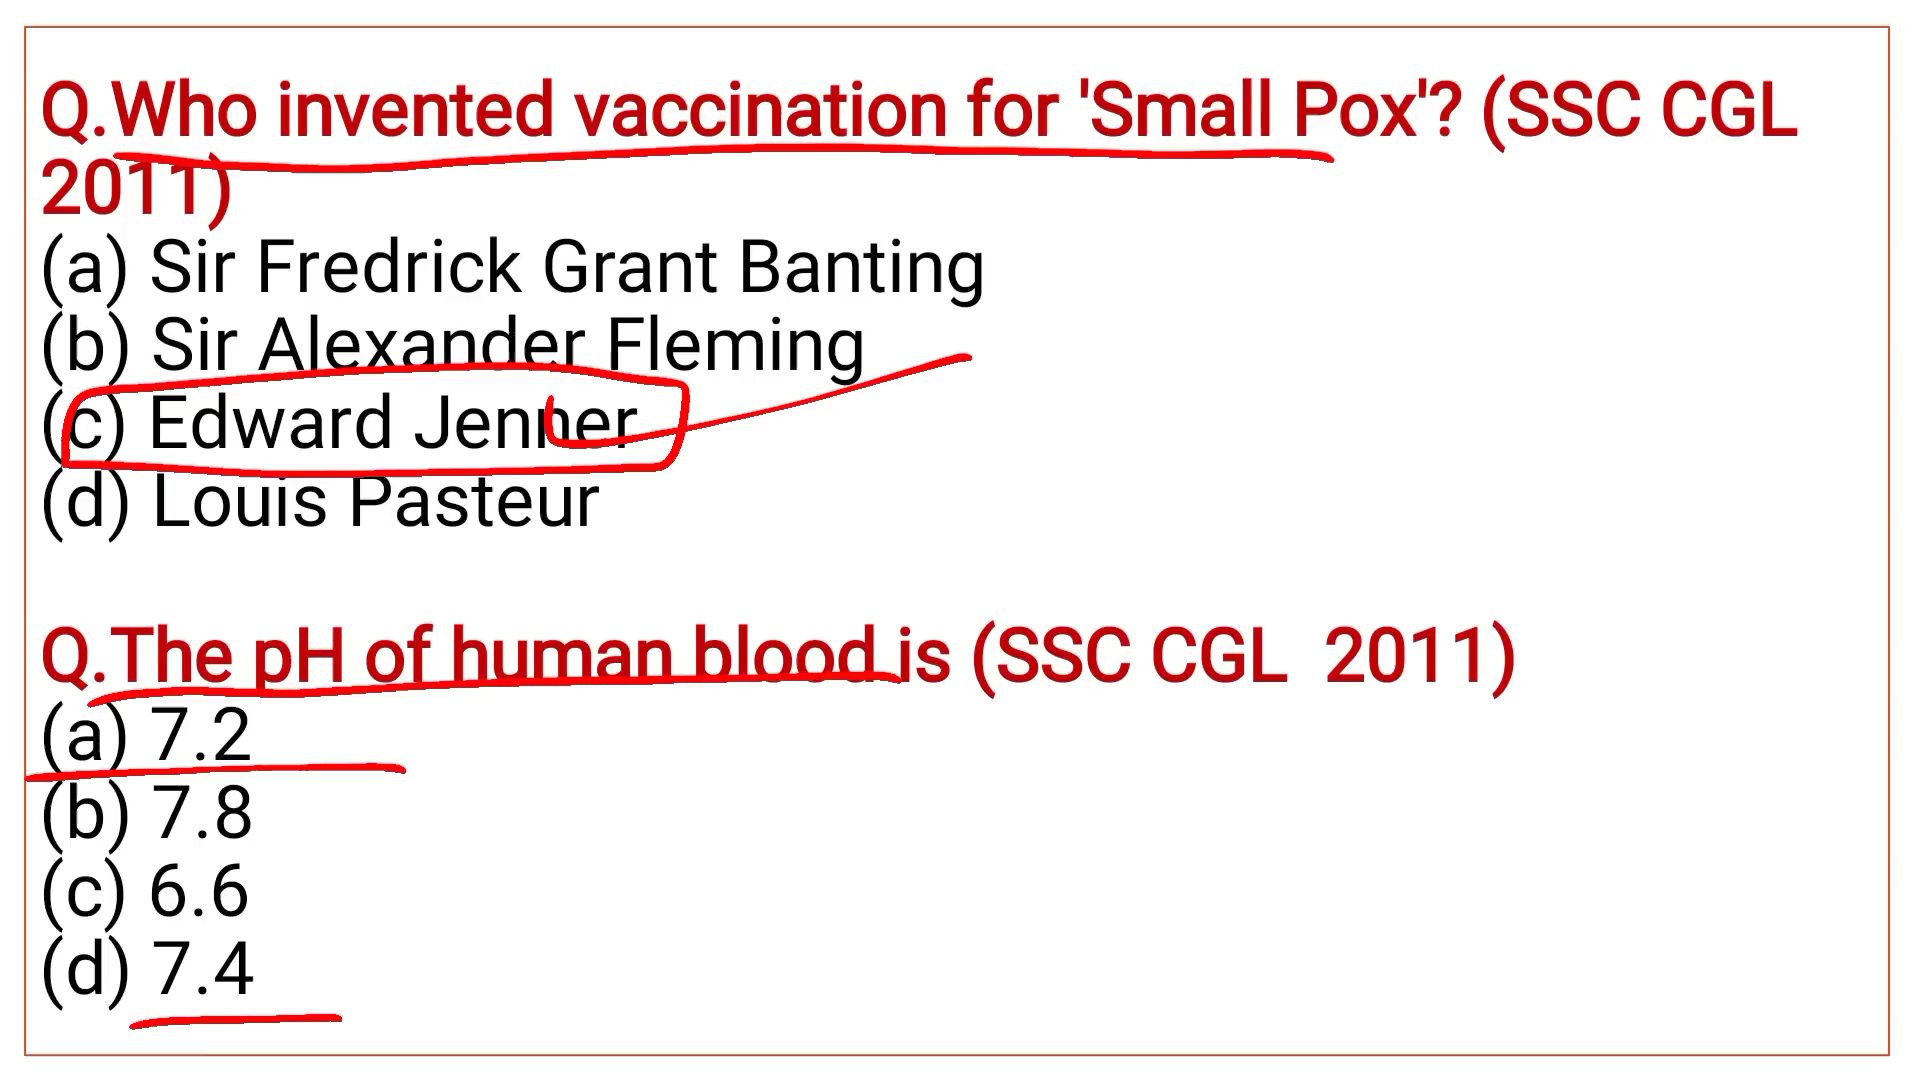 Q.Who invented vaccination for 'Small Pox'? (SSC CGL
2011)
(a) Sir Fredrick Grant Banting
(b) Sir Alexander Fleming
(c) Edward Jenner
(d) Louis Pasteur
Q.The pH of human blood is (SSC CGL 2011)
(a) 7.2
(b) 7.8
(c) 6.6
(d) 7.4